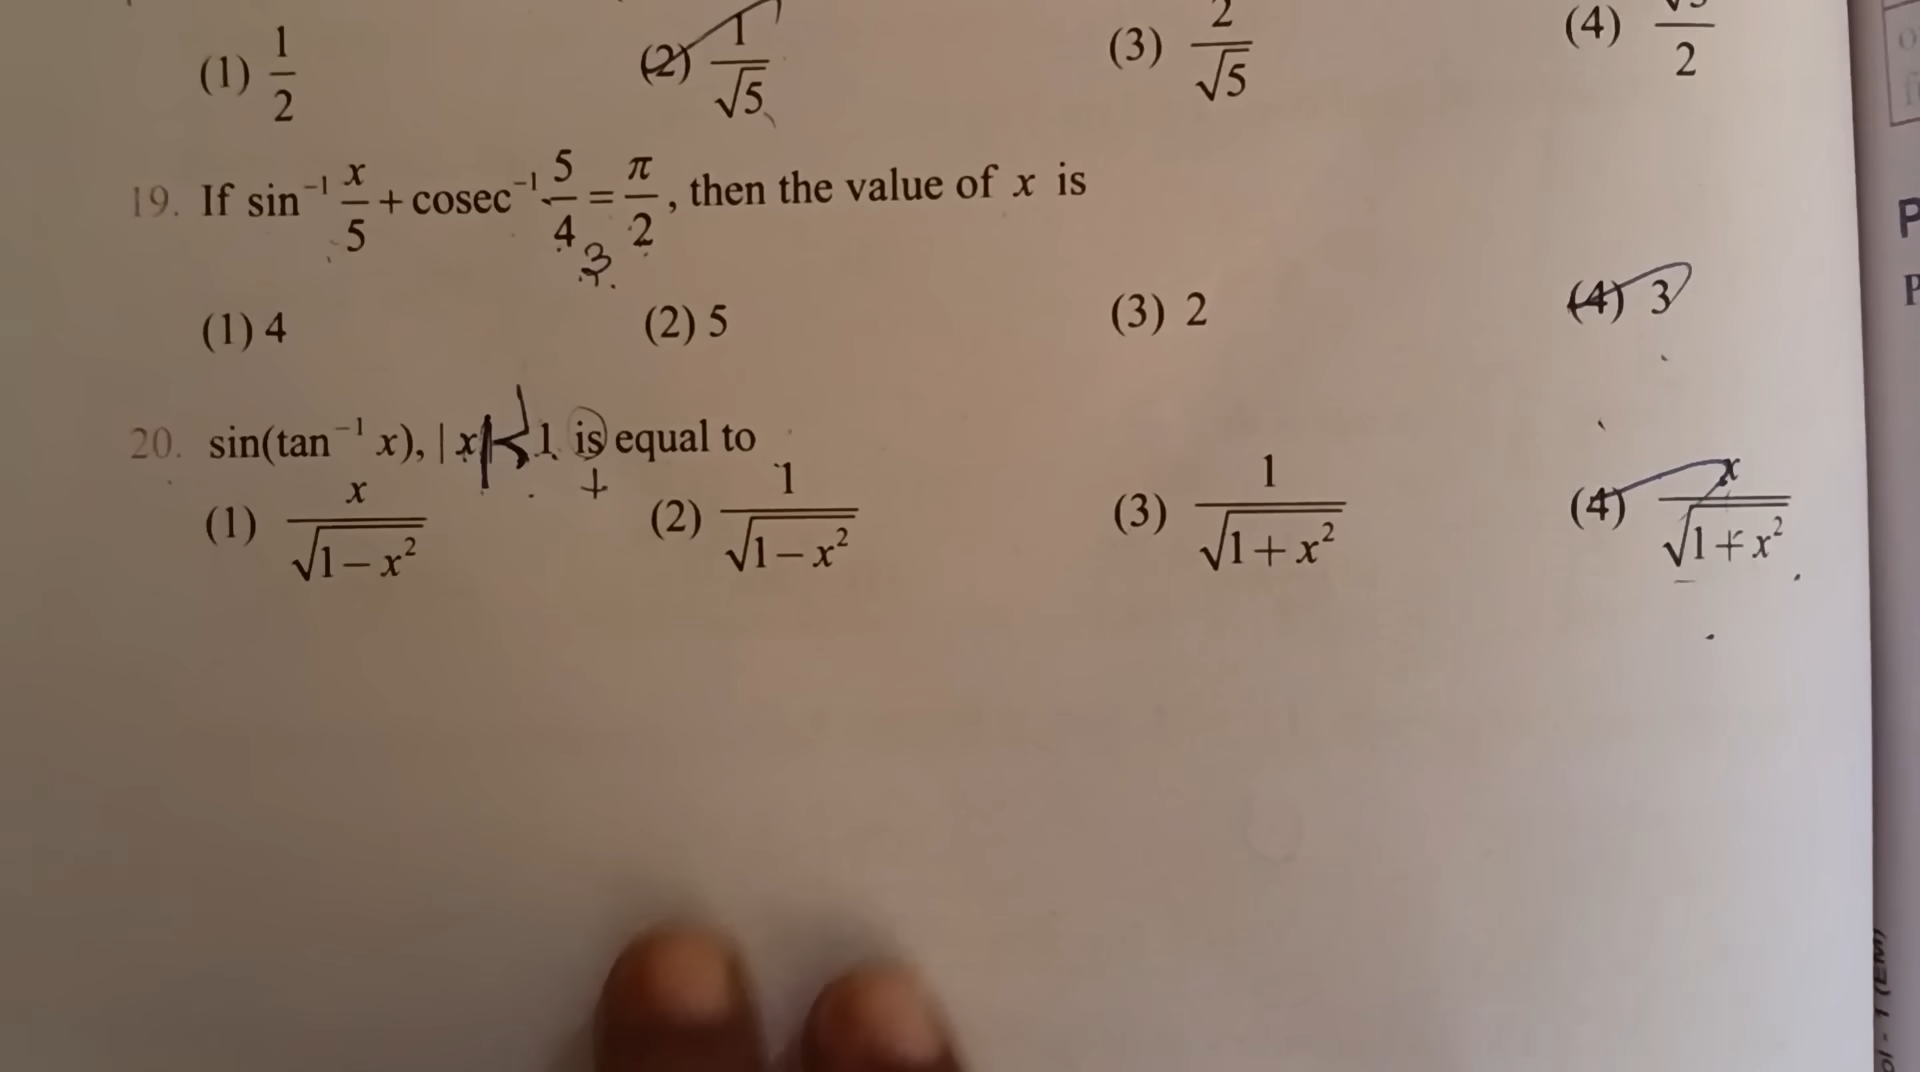 (1) 1/2 (2) 1/√5 (3) 2/√5 (4) √3/2
19. If sin⁻¹ x/5 + cosec⁻¹ 5/4 = π/2, then the value of x is
3
(1) 4 (2) 5 (3) 2 (4) 3
20. sin(tan⁻¹ x), |x|<1 is equal to
+
(1) x/√(1−x²) (2) 1/√(1−x²) (3) 1/√(1+x²) (4) x/√(1+x²)
P
P
1 (EM)